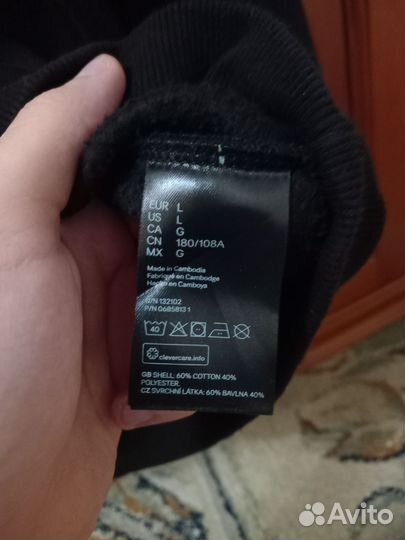 EUR L
US L
CA G
CN 180/108A
MX G
Made in Cambodia
Fabriqué en Cambodge
Hecho en Camboya
O/N 132102
P/N 0685813 1
40
clevercare.info
GB SHELL: 60% COTTON 40%
POLYESTER.
CZ SVRCHNÍ LÁTKA: 60% BAVLNA 40%
Avito